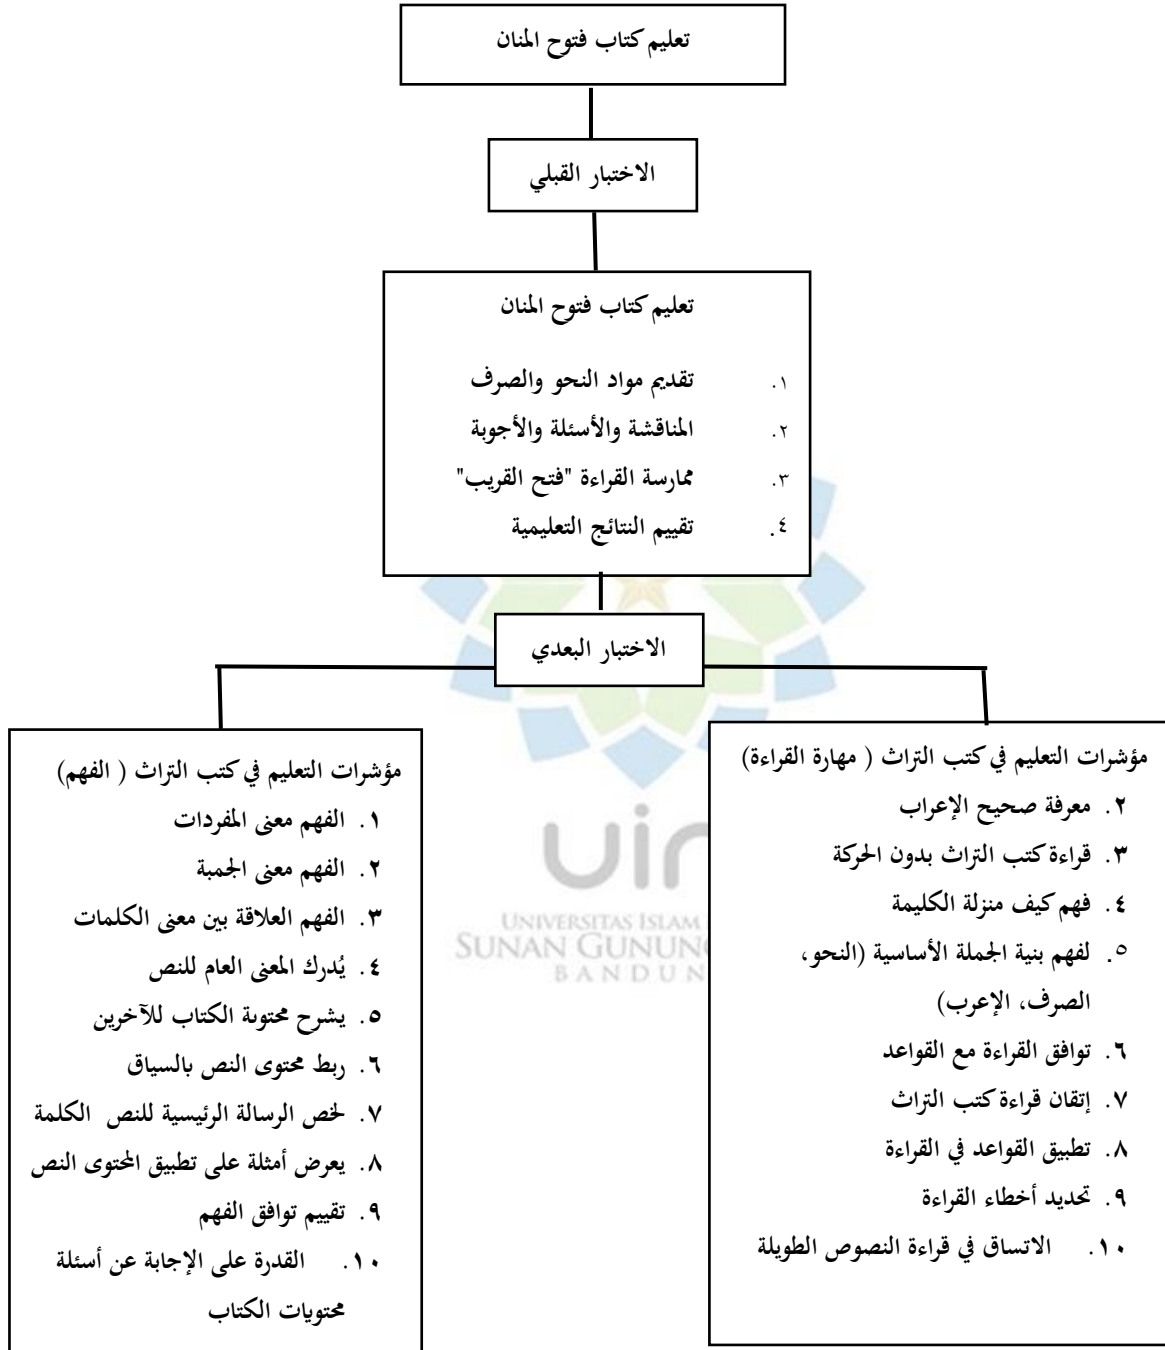 تعليم كتاب فتوح المنان
الاختبار القبلي
تعليم كتاب فتوح المنان
١. تقديم مواد النحو والصرف
٢. المناقشة والأسئلة والأجوبة
٣. ممارسة القراءة "فتح القريب"
٤. تقييم النتائج التعليمية
الاختبار البعدي
مؤشرات التعليم في كتب التراث ( مهارة القراءة)
٢. معرفة صحيح الإعراب
٣. قراءة كتب التراث بدون الحركة
٤. فهم كيف منزلة الكليمة
٥. لفهم بنية الجملة الأساسية (النحو،
الصرف، الإعرب)
٦. توافق القراءة مع القواعد
٧. إتقان قراءة كتب التراث
٨. تطبيق القواعد في القراءة
٩. تحديد أخطاء القراءة
١٠. الاتساق في قراءة النصوص الطويلة
مؤشرات التعليم في كتب التراث ( الفهم)
١. الفهم معنى المفردات
٢. الفهم معنى الجمبة
٣. الفهم العلاقة بين معنى الكلمات
٤. يُدرك المعنى العام للنص
٥. يشرح محتوىة الكتاب للآخرين
٦. ربط محتوى النص بالسياق
٧. لخص الرسالة الرئيسية للنص الكلمة
٨. يعرض أمثلة على تطبيق المحتوى النص
٩. تقييم توافق الفهم
١٠. القدرة على الإجابة عن أسئلة
محتويات الكتاب
UNIVERSITAS ISLAM
SUNAN